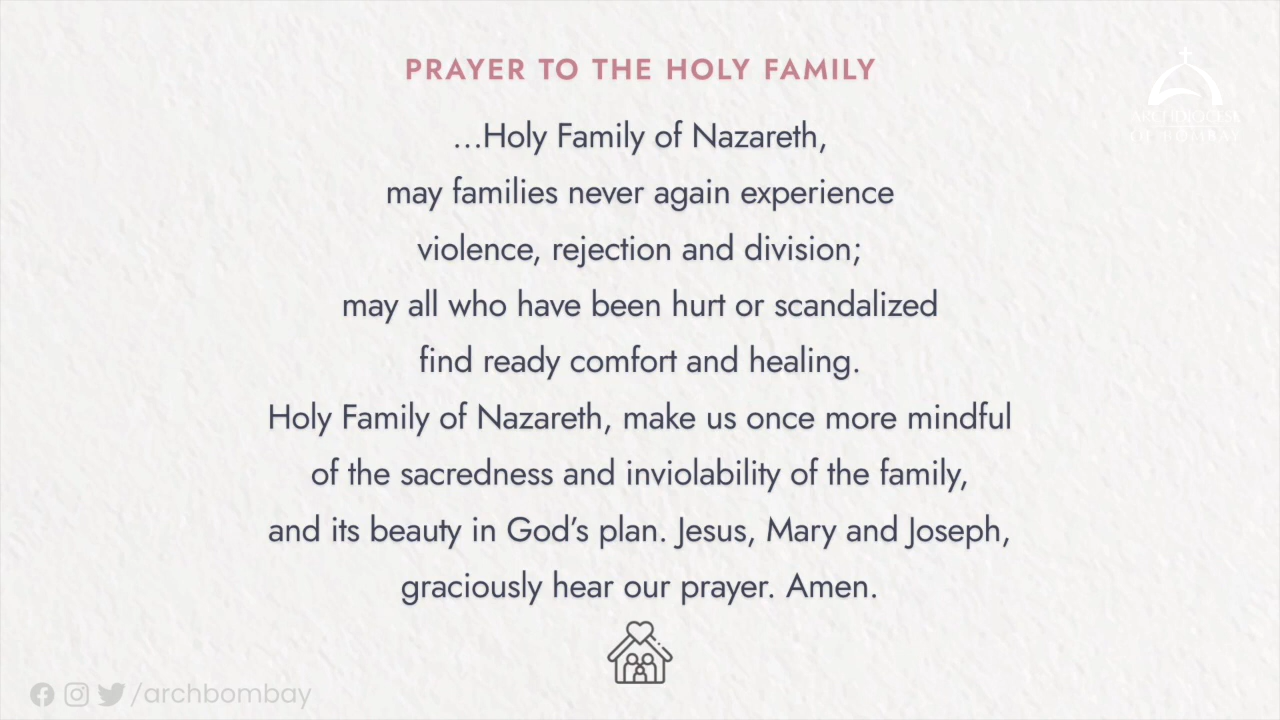 PRAYER TO THE HOLY FAMILY
...Holy Family of Nazareth,
may families never again experience
violence, rejection and division;
may all who have been hurt or scandalized
find ready comfort and healing.
Holy Family of Nazareth, make us once more mindful
of the sacredness and inviolability of the family,
and its beauty in God’s plan. Jesus, Mary and Joseph,
graciously hear our prayer. Amen.
ARCHDIOCESE
OF BOMBAY
/archbombay